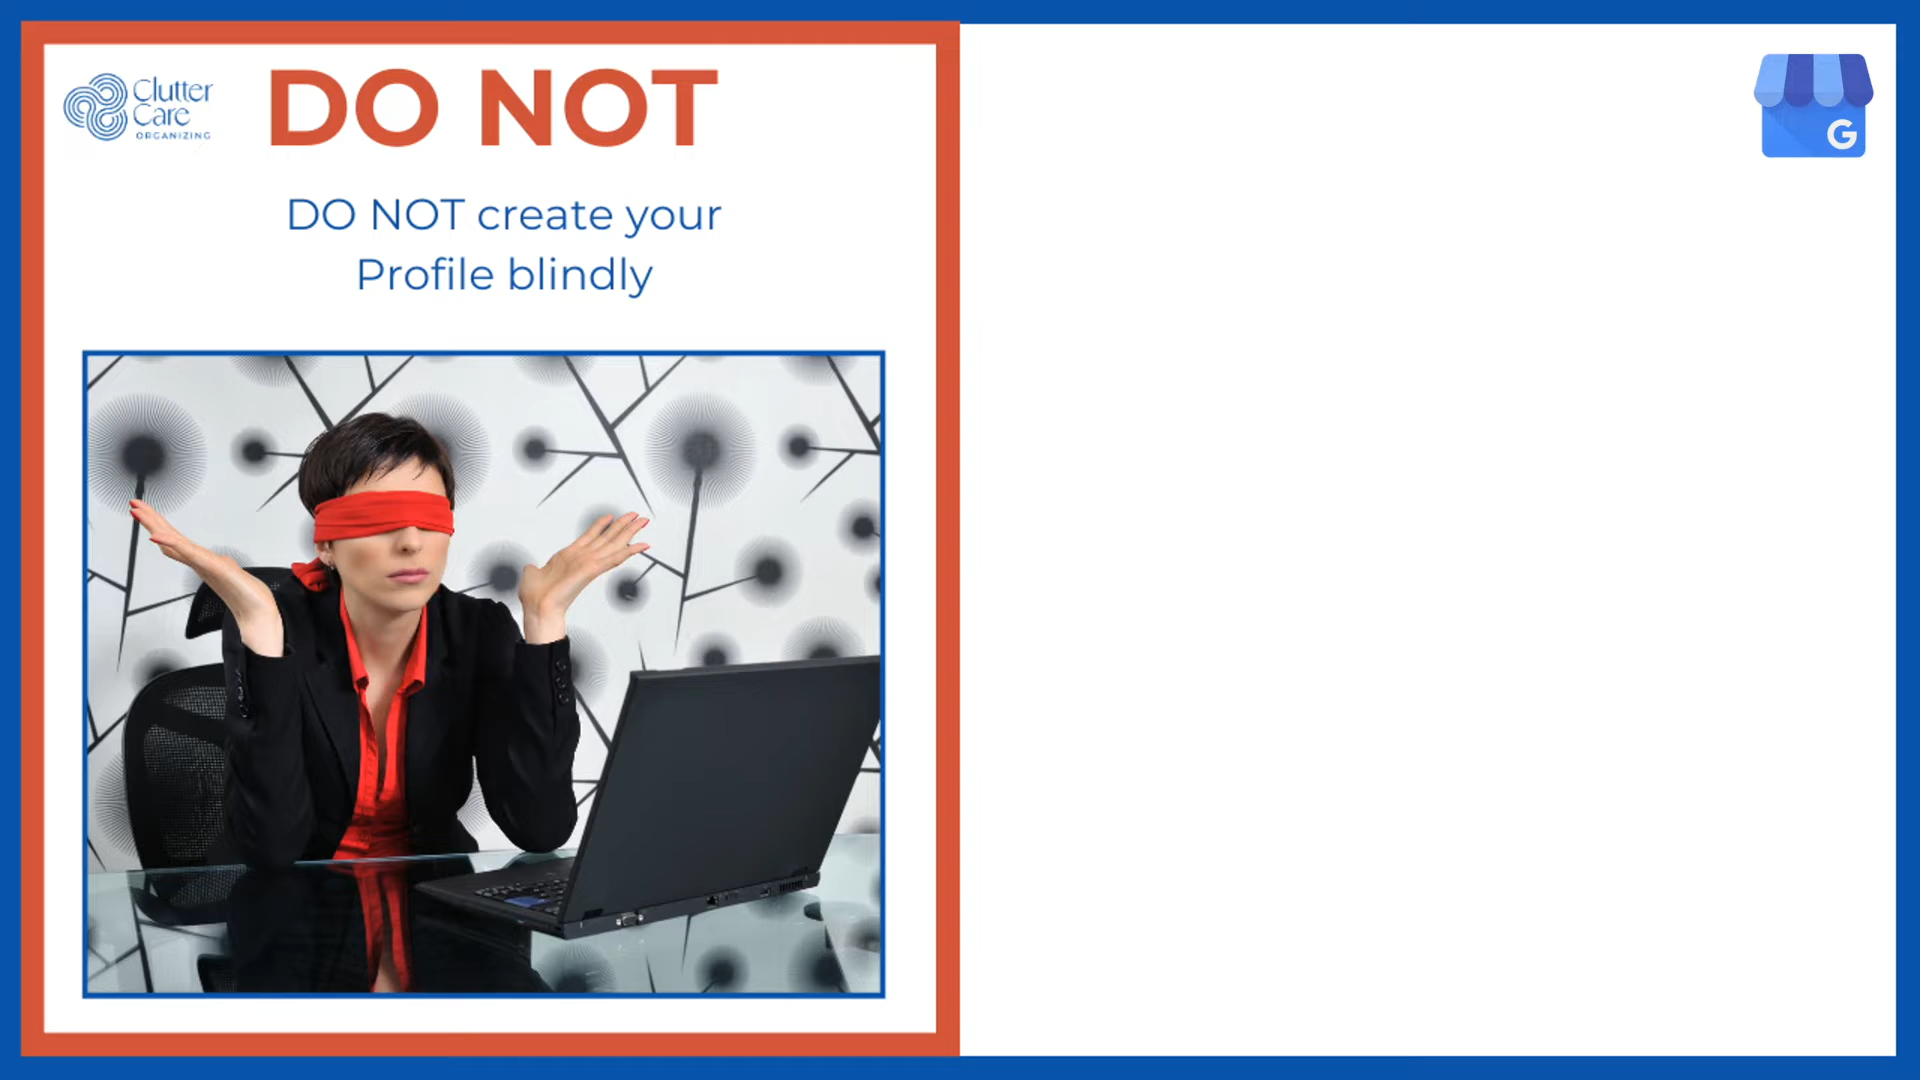 Clutter
Care
ORGANIZING
DO NOT
DO NOT create your
Profile blindly
G